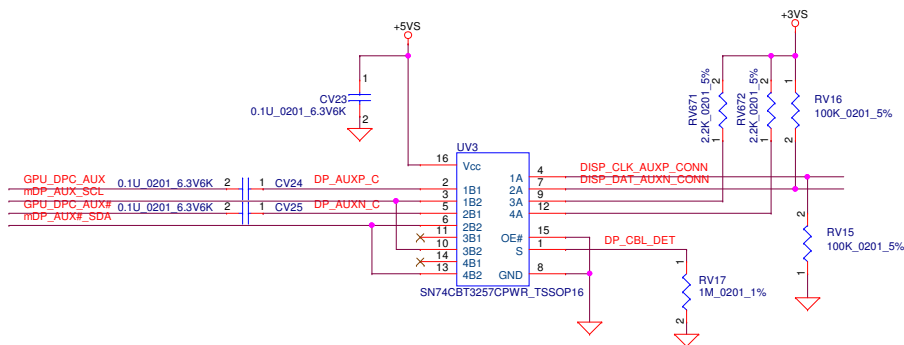 +5VS
+3VS
1
CV23
0.1U_0201_6.3V6K
2
2
RV671
2.2K_0201_5%
1
2
RV672
2.2K_0201_5%
1
1
RV16
100K_0201_5%
2
UV3
GPU_DPC_AUX
0.1U_0201_6.3V6K
2
1
CV24
DP_AUXP_C
mDP_AUX_SCL
GPU_DPC_AUX#
0.1U_0201_6.3V6K
2
1
CV25
DP_AUXN_C
mDP_AUX#_SDA
16
Vcc
2
1B1
3
1B2
5
2B1
6
2B2
11
3B1
10
3B2
14
4B1
13
4B2
1A
4
DISP_CLK_AUXP_CONN
2A
7
DISP_DAT_AUXN_CONN
3A
9
4A
12
OE#
15
S
1
DP_CBL_DET
GND
8
SN74CBT3257CPWR_TSSOP16
2
RV15
100K_0201_5%
1
1
RV17
1M_0201_1%
2